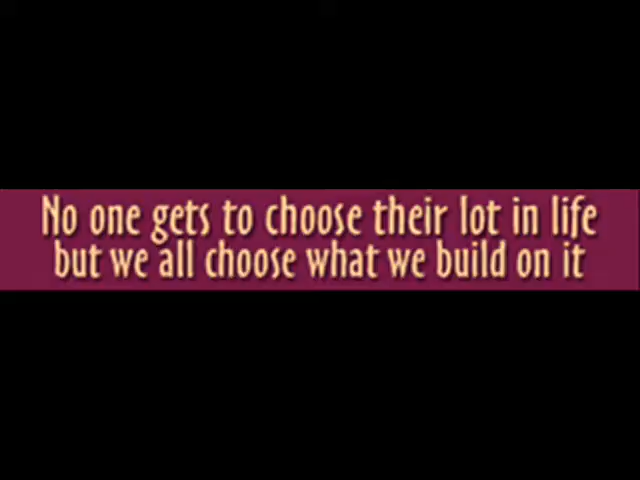 No one gets to choose their lot in life
but we all choose what we build on it